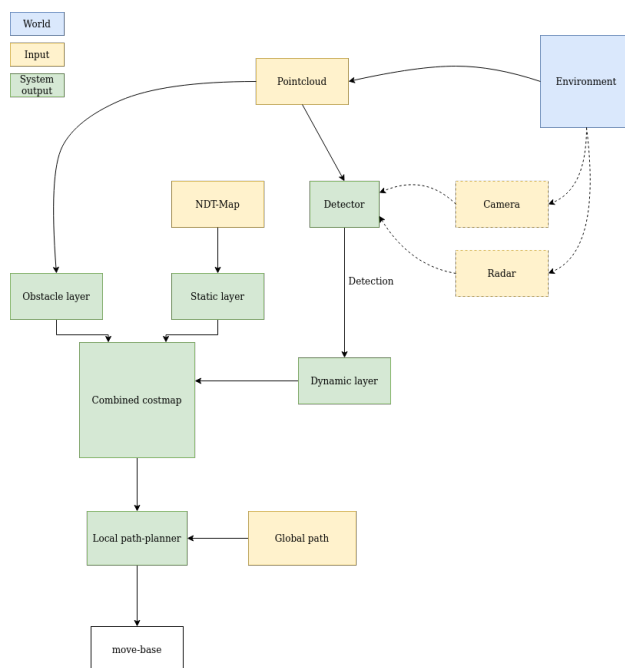 World
Input
System
output
Pointcloud
Environment
NDT-Map
Detector
Camera
Radar
Detection
Obstacle layer
Static layer
Dynamic layer
Combined costmap
Local path-planner
Global path
move-base